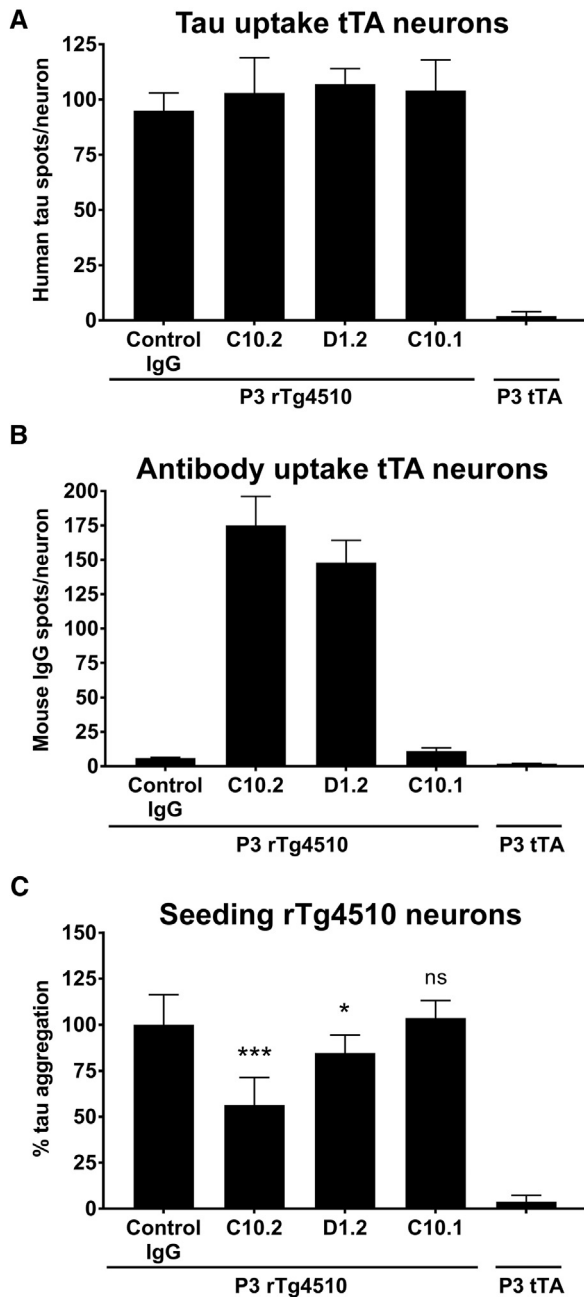 A
Tau uptake tTA neurons
Human tau spots/neuron
125
100
75
50
25
0
Control
IgG
C10.2
D1.2
C10.1
P3 rTg4510
P3 tTA
B
Antibody uptake tTA neurons
Mouse IgG spots/neuron
200
175
150
125
100
75
50
25
0
Control
IgG
C10.2
D1.2
C10.1
P3 rTg4510
P3 tTA
C
Seeding rTg4510 neurons
% tau aggregation
150
125
100
75
50
25
0
***
*
ns
Control
IgG
C10.2
D1.2
C10.1
P3 rTg4510
P3 tTA